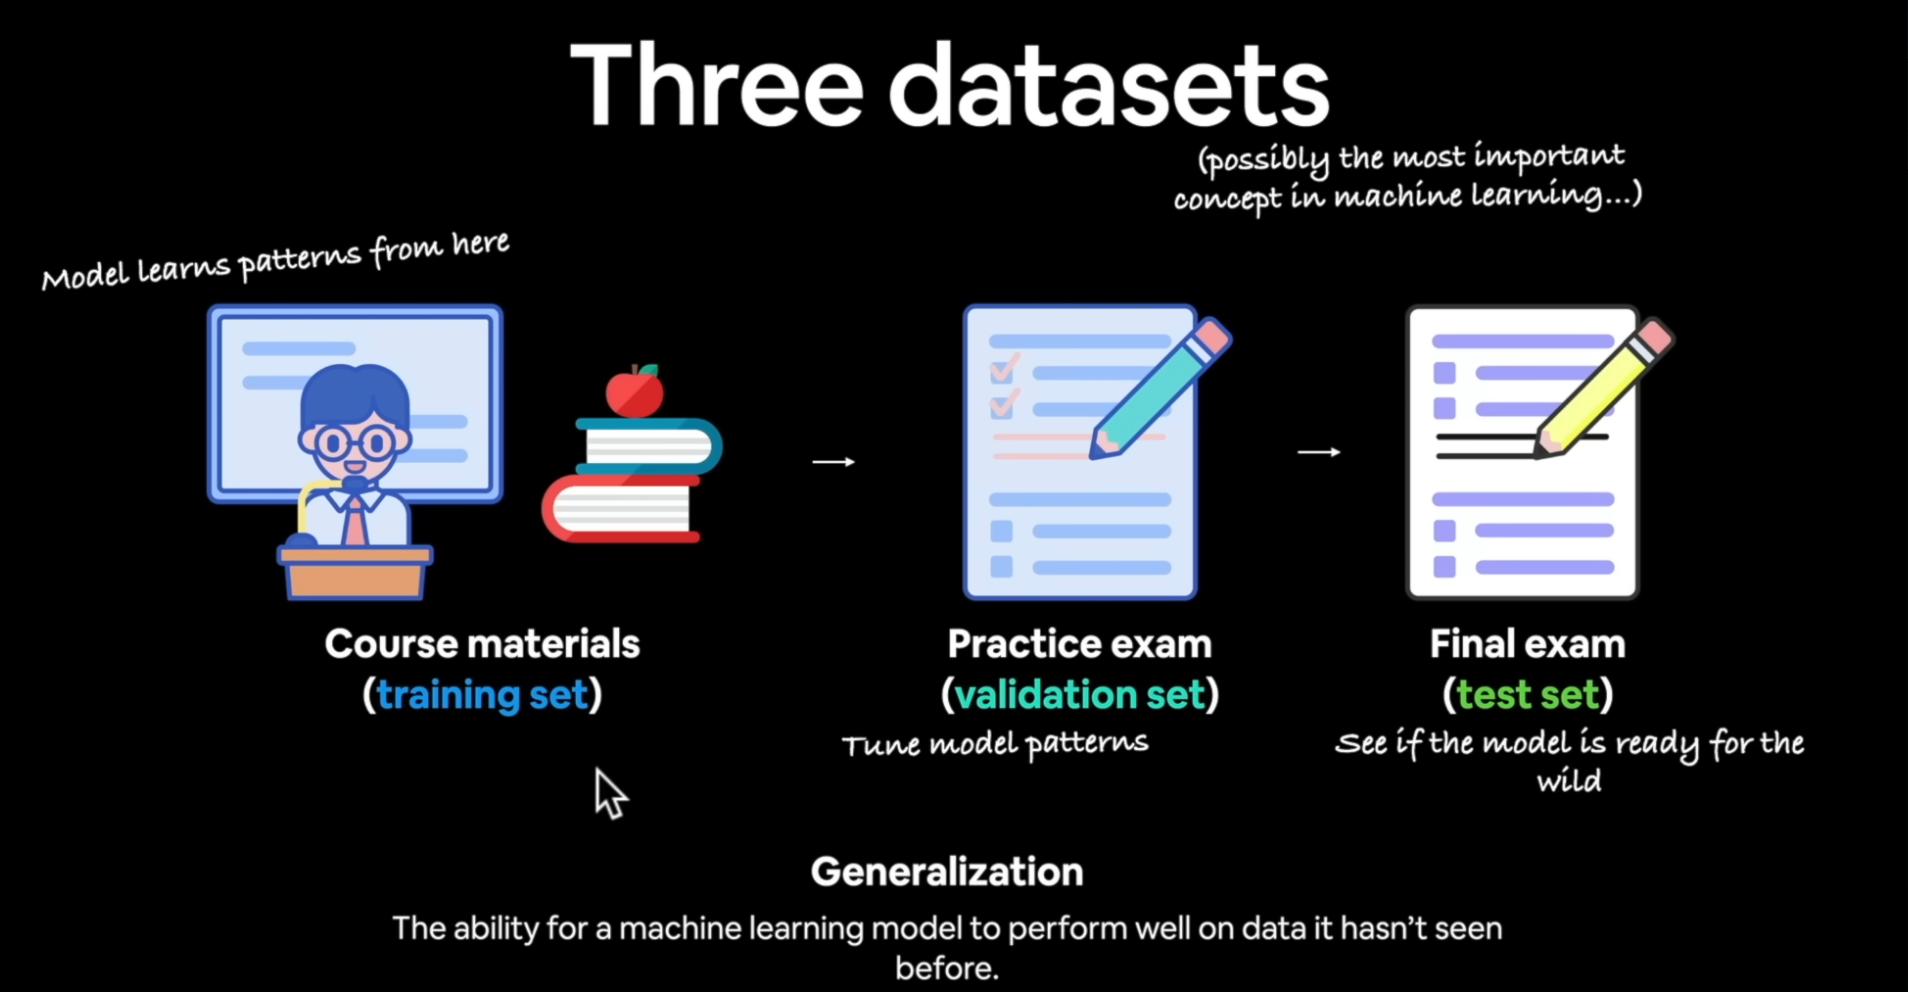 Three datasets
(possibly the most important
concept in machine learning...)
Model learns patterns from here
Course materials
(training set)
Practice exam
(validation set)
Tune model patterns
Final exam
(test set)
See if the model is ready for the
wild
Generalization
The ability for a machine learning model to perform well on data it hasn't seen
before.